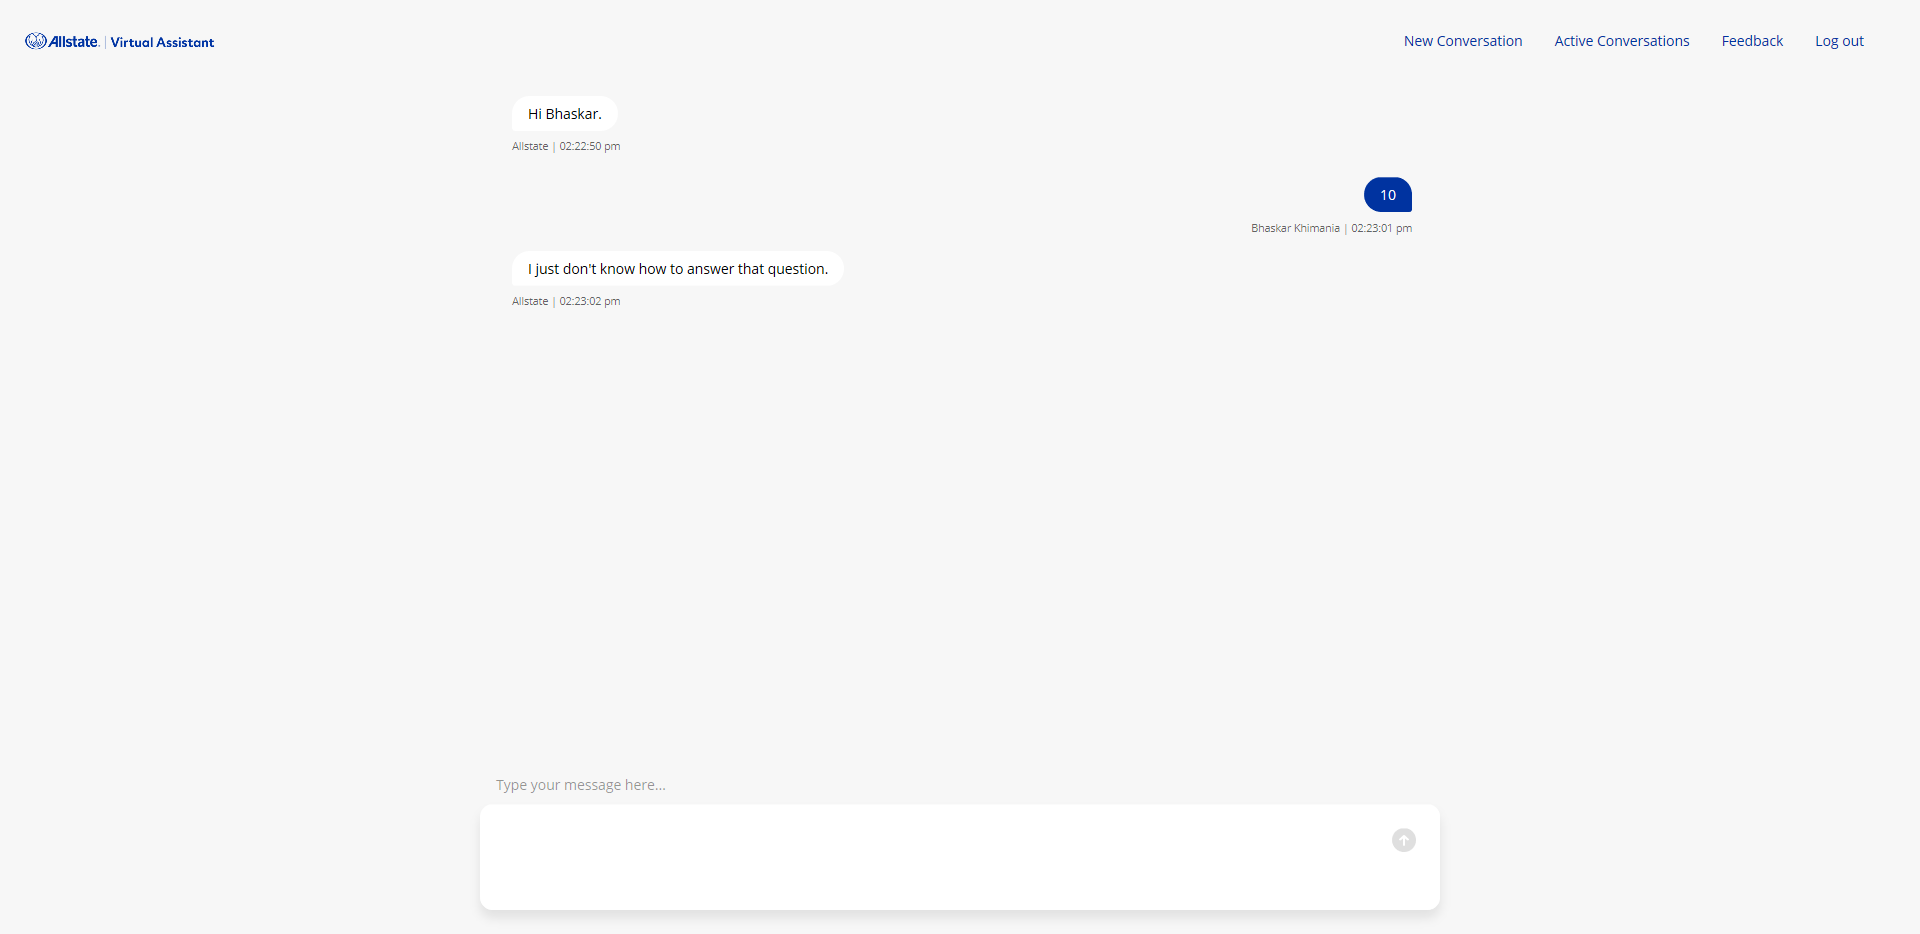 Allstate. | Virtual Assistant
New Conversation Active Conversations Feedback Log out
Hi Bhaskar.
Allstate | 02:22:50 pm
10
Bhaskar Khimania | 02:23:01 pm
I just don't know how to answer that question.
Allstate | 02:23:02 pm
Type your message here...